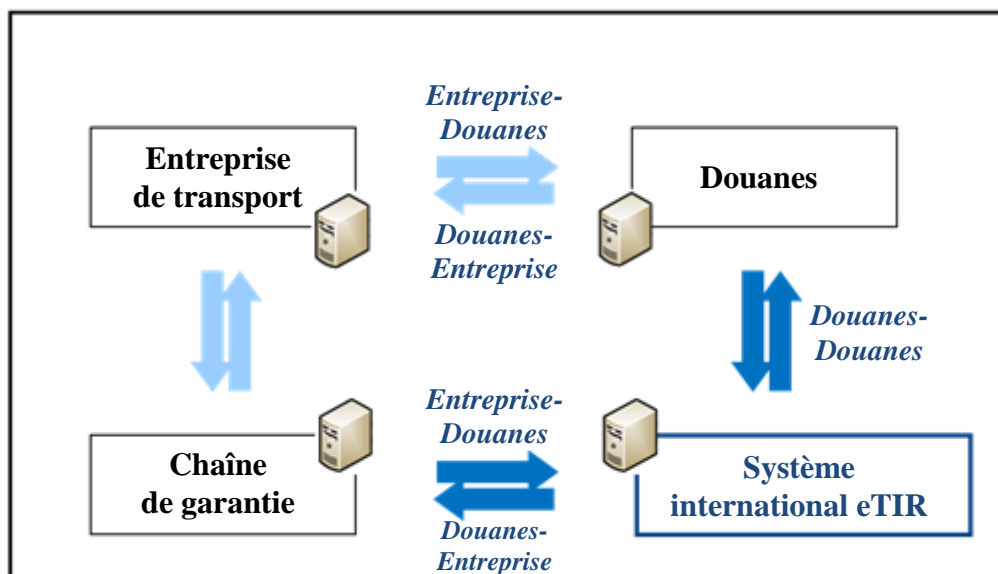 Entreprise-
Douanes
Entreprise
de transport
Douanes
Douanes-
Entreprise
Douanes-
Douanes
Entreprise-
Douanes
Chaîne
de garantie
Système
international eTIR
Douanes-
Entreprise